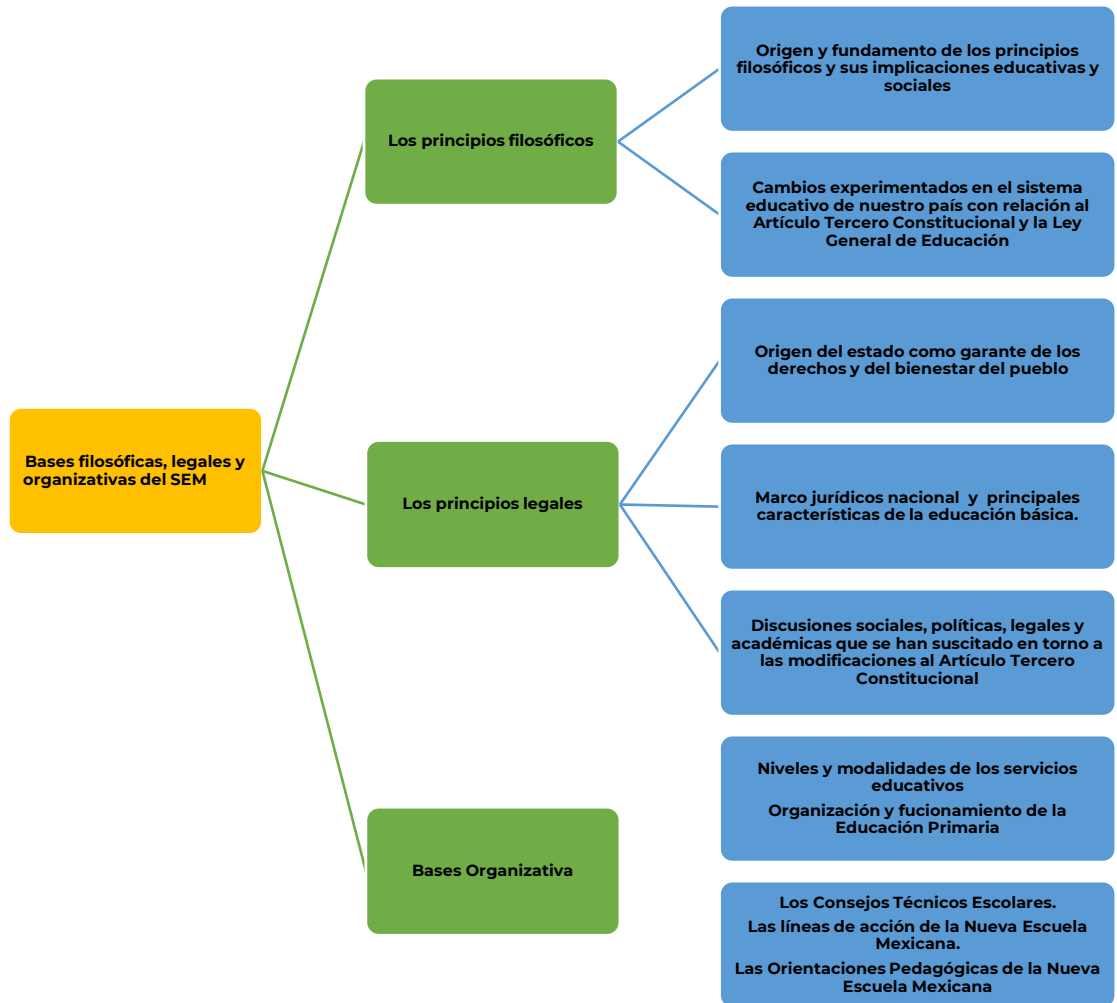 Origen y fundamento de los principios
filosóficos y sus implicaciones educativas y
sociales
Los principios filosóficos
Cambios experimentados en el sistema
educativo de nuestro país con relación al
Artículo Tercero Constitucional y la Ley
General de Educación
Origen del estado como garante de los
derechos y del bienestar del pueblo
Bases filosóficas, legales y
organizativas del SEM
Los principios legales
Marco jurídicos nacional y principales
características de la educación básica.
Discusiones sociales, políticas, legales y
académicas que se han suscitado en torno a
las modificaciones al Artículo Tercero
Constitucional
Niveles y modalidades de los servicios
educativos
Organización y fucionamiento de la
Educación Primaria
Bases Organizativa
Los Consejos Técnicos Escolares.
Las líneas de acción de la Nueva Escuela
Mexicana.
Las Orientaciones Pedagógicas de la Nueva
Escuela Mexicana